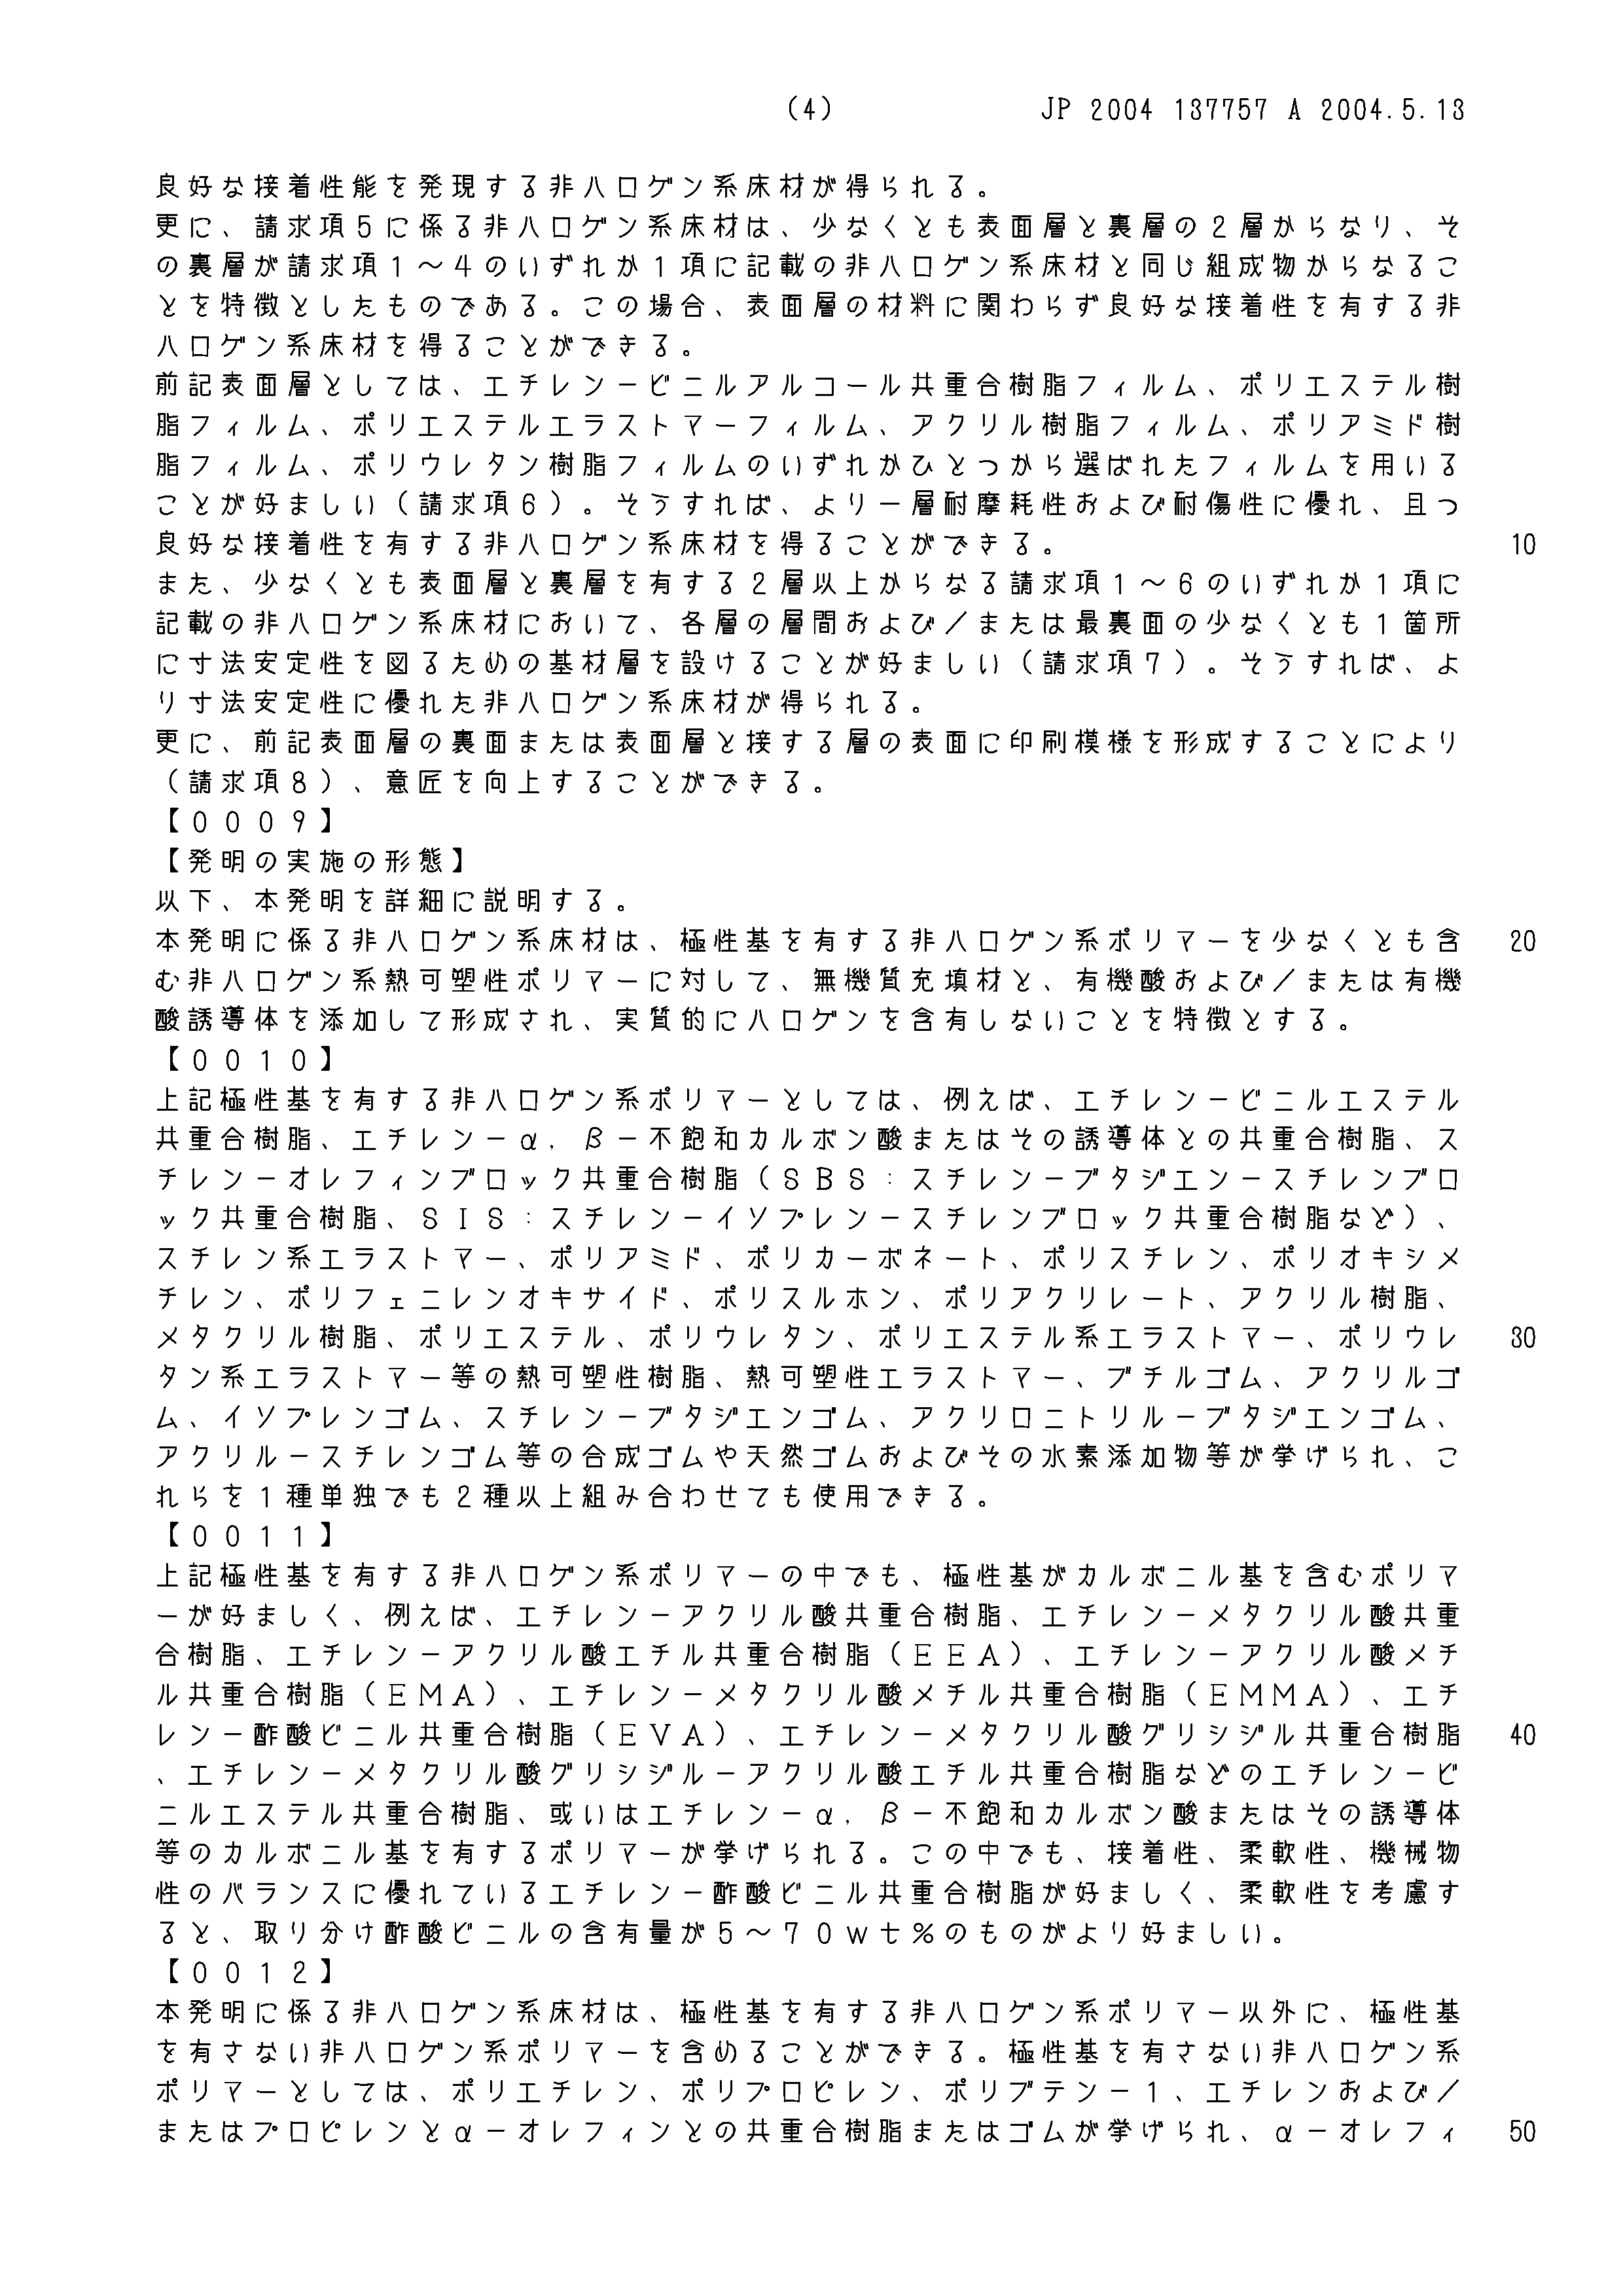 (4) JP 2004 137757 A 2004.5.13
良好な接着性能を発現する非ハロゲン系床材が得られる。
更に、請求項５に係る非ハロゲン系床材は、少なくとも表面層と裏層の２層からなり、そ
の裏層が請求項１～４のいずれか１項に記載の非ハロゲン系床材と同じ組成物からなるこ
とを特徴としたものである。この場合、表面層の材料に関わらず良好な接着性を有する非
ハロゲン系床材を得ることができる。
前記表面層としては、エチレン－ビニルアルコール共重合樹脂フィルム、ポリエステル樹
脂フィルム、ポリエステルエラストマーフィルム、アクリル樹脂フィルム、ポリアミド樹
脂フィルム、ポリウレタン樹脂フィルムのいずれかひとつから選ばれたフィルムを用いる
ことが好ましい（請求項６）。そうすれば、より一層耐摩耗性および耐傷性に優れ、且つ
良好な接着性を有する非ハロゲン系床材を得ることができる。 10
また、少なくとも表面層と裏層を有する２層以上からなる請求項１～６のいずれか１項に
記載の非ハロゲン系床材において、各層の層間および／または最裏面の少なくとも１箇所
に寸法安定性を図るための基材層を設けることが好ましい（請求項７）。そうすれば、よ
り寸法安定性に優れた非ハロゲン系床材が得られる。
更に、前記表面層の裏面または表面層と接する層の表面に印刷模様を形成することにより
（請求項８）、意匠を向上することができる。
【０００９】
【発明の実施の形態】
以下、本発明を詳細に説明する。
本発明に係る非ハロゲン系床材は、極性基を有する非ハロゲン系ポリマーを少なくとも含 20
む非ハロゲン系熱可塑性ポリマーに対して、無機質充填材と、有機酸および／または有機
酸誘導体を添加して形成され、実質的にハロゲンを含有しないことを特徴とする。
【００１０】
上記極性基を有する非ハロゲン系ポリマーとしては、例えば、エチレン－ビニルエステル
共重合樹脂、エチレン－α，β－不飽和カルボン酸またはその誘導体との共重合樹脂、ス
チレン－オレフィンブロック共重合樹脂（ＳＢＳ：スチレン－ブタジエン－スチレンブロ
ック共重合樹脂、ＳＩＳ：スチレン－イソプレン－スチレンブロック共重合樹脂など）、
スチレン系エラストマー、ポリアミド、ポリカーボネート、ポリスチレン、ポリオキシメ
チレン、ポリフェニレンオキサイド、ポリスルホン、ポリアクリレート、アクリル樹脂、
メタクリル樹脂、ポリエステル、ポリウレタン、ポリエステル系エラストマー、ポリウレ 30
タン系エラストマー等の熱可塑性樹脂、熱可塑性エラストマー、ブチルゴム、アクリルゴ
ム、イソプレンゴム、スチレン－ブタジエンゴム、アクリロニトリル－ブタジエンゴム、
アクリル－スチレンゴム等の合成ゴムや天然ゴムおよびその水素添加物等が挙げられ、こ
れらを１種単独でも２種以上組み合わせても使用できる。
【００１１】
上記極性基を有する非ハロゲン系ポリマーの中でも、極性基がカルボニル基を含むポリマ
ーが好ましく、例えば、エチレン－アクリル酸共重合樹脂、エチレン－メタクリル酸共重
合樹脂、エチレン－アクリル酸エチル共重合樹脂（ＥＥＡ）、エチレン－アクリル酸メチ
ル共重合樹脂（ＥＭＡ）、エチレン－メタクリル酸メチル共重合樹脂（ＥＭＭＡ）、エチ
レン－酢酸ビニル共重合樹脂（ＥＶＡ）、エチレン－メタクリル酸グリシジル共重合樹脂 40
、エチレン－メタクリル酸グリシジル－アクリル酸エチル共重合樹脂などのエチレン－ビ
ニルエステル共重合樹脂、或いはエチレン－α，β－不飽和カルボン酸またはその誘導体
等のカルボニル基を有するポリマーが挙げられる。この中でも、接着性、柔軟性、機械物
性のバランスに優れているエチレン－酢酸ビニル共重合樹脂が好ましく、柔軟性を考慮す
ると、取り分け酢酸ビニルの含有量が５～７０ｗｔ％のものがより好ましい。
【００１２】
本発明に係る非ハロゲン系床材は、極性基を有する非ハロゲン系ポリマー以外に、極性基
を有さない非ハロゲン系ポリマーを含めることができる。極性基を有さない非ハロゲン系
ポリマーとしては、ポリエチレン、ポリプロピレン、ポリブテン－１、エチレンおよび／
またはプロピレンとα－オレフィンとの共重合樹脂またはゴムが挙げられ、α－オレフィ 50